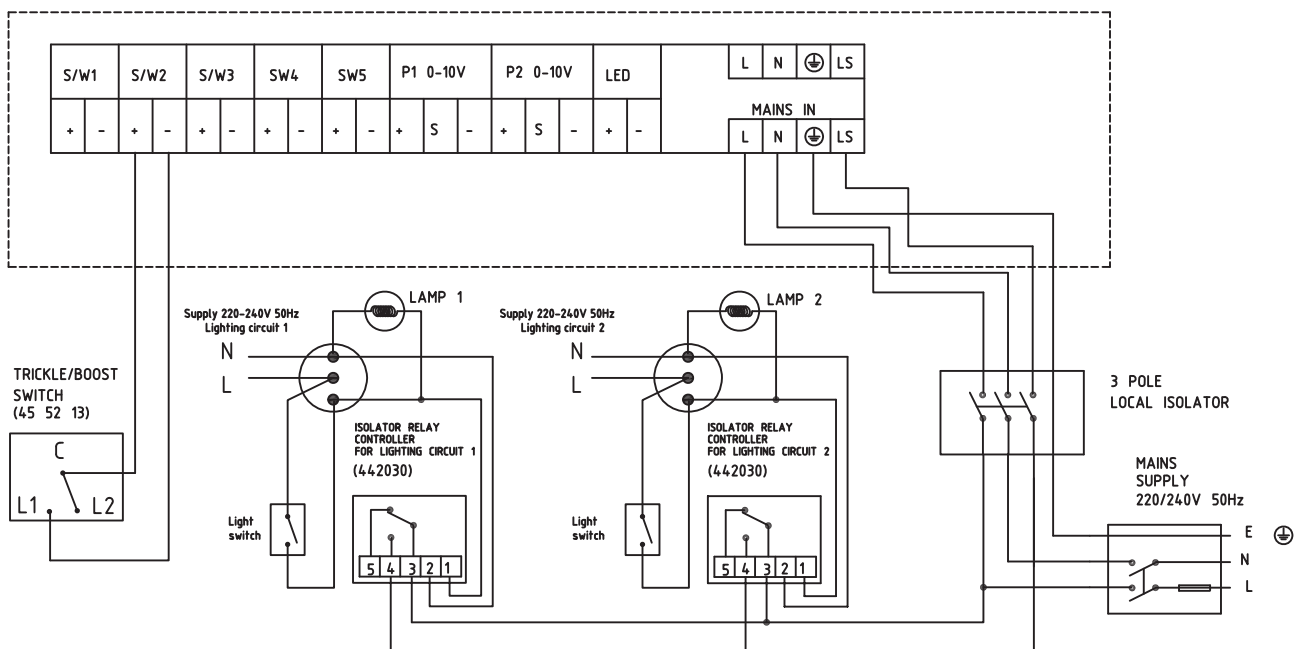 S/W1 S/W2 S/W3 SW4 SW5 P1 0-10V P2 0-10V LED L N LS
MAINS IN
+ - + - + - + - + - + S - + S - + - L N LS
LAMP 1
Supply 220-240V 50Hz
Lighting circuit 1
N
L
LAMP 2
Supply 220-240V 50Hz
Lighting circuit 2
N
L
TRICKLE/BOOST
SWITCH
(45 52 13)
C
L1 L2
3 POLE
LOCAL ISOLATOR
ISOLATOR RELAY
CONTROLLER
FOR LIGHTING CIRCUIT 1
(442030)
ISOLATOR RELAY
CONTROLLER
FOR LIGHTING CIRCUIT 2
(442030)
MAINS
SUPPLY
220/240V 50Hz
Light
switch
5 4 3 2 1
Light
switch
5 4 3 2 1
E
N
L